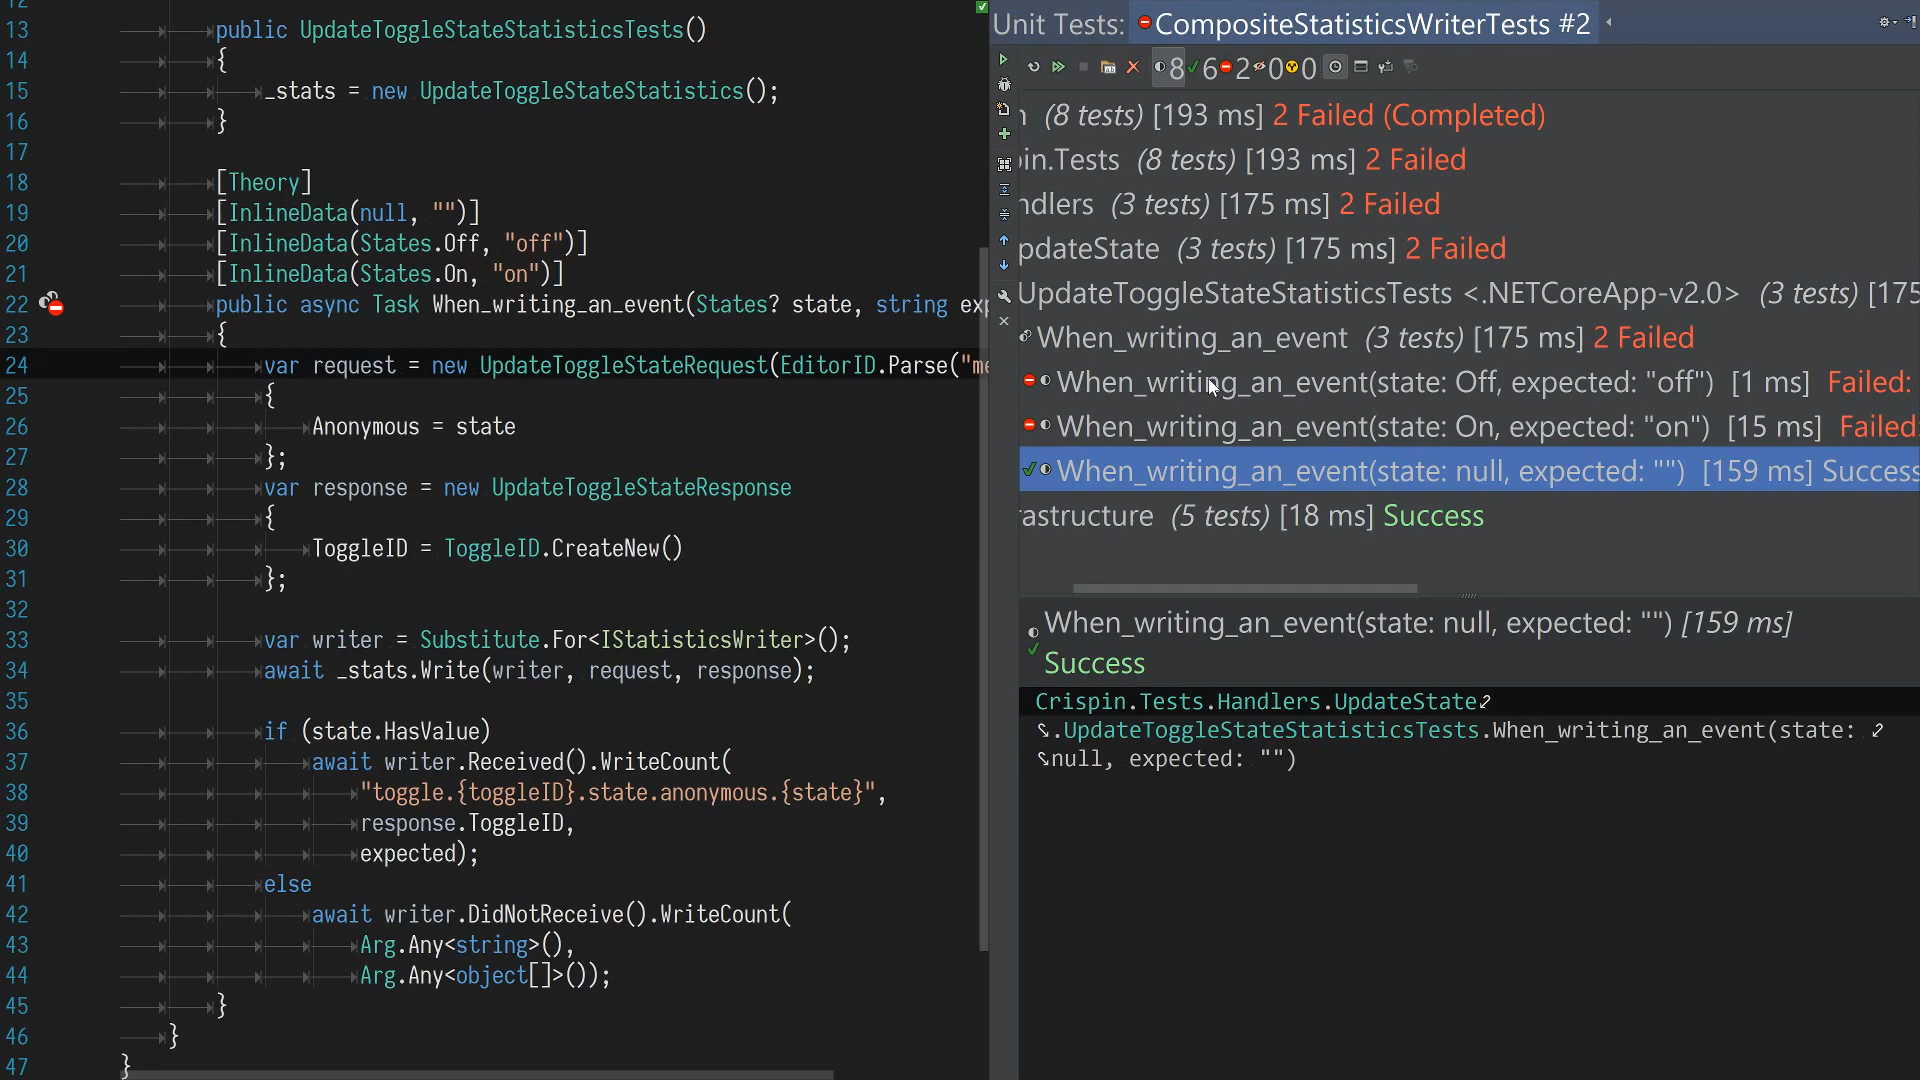 12
13 public UpdateToggleStateStatisticsTests()
14 {
15 _stats = new UpdateToggleStateStatistics();
16 }
17
18 [Theory]
19 [InlineData(null, "")]
20 [InlineData(States.Off, "off")]
21 [InlineData(States.On, "on")]
22 public async Task When_writing_an_event(States? state, string exp
23 {
24 var request = new UpdateToggleStateRequest(EditorID.Parse("me
25 {
26 Anonymous = state
27 };
28 var response = new UpdateToggleStateResponse
29 {
30 ToggleID = ToggleID.CreateNew()
31 };
32
33 var writer = Substitute.For<IStatisticsWriter>();
34 await _stats.Write(writer, request, response);
35
36 if (state.HasValue)
37 await writer.Received().WriteCount(
38 "toggle.{toggleID}.state.anonymous.{state}",
39 response.ToggleID,
40 expected);
41 else
42 await writer.DidNotReceive().WriteCount(
43 Arg.Any<string>(),
44 Arg.Any<object[]>());
45 }
46 }
47 }
Unit Tests: CompositeStatisticsWriterTests #2
8 6 2 0 0
n (8 tests) [193 ms] 2 Failed (Completed)
pin.Tests (8 tests) [193 ms] 2 Failed
ndlers (3 tests) [175 ms] 2 Failed
pdateState (3 tests) [175 ms] 2 Failed
UpdateToggleStateStatisticsTests <.NETCoreApp-v2.0> (3 tests) [175
When_writing_an_event (3 tests) [175 ms] 2 Failed
When_writing_an_event(state: Off, expected: "off") [1 ms] Failed:
When_writing_an_event(state: On, expected: "on") [15 ms] Failed:
When_writing_an_event(state: null, expected: "") [159 ms] Success
rastructure (5 tests) [18 ms] Success
When_writing_an_event(state: null, expected: "") [159 ms]
Success
Crispin.Tests.Handlers.UpdateState
.UpdateToggleStateStatisticsTests.When_writing_an_event(state:
null, expected: "")